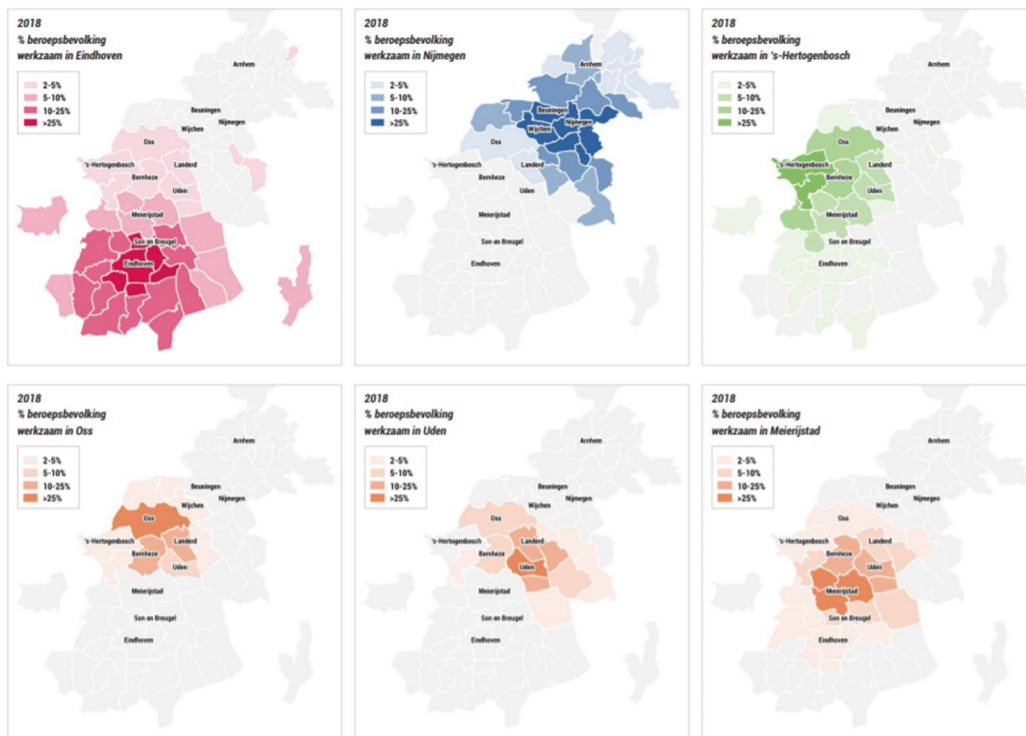 2018
% beroepsbevolking
werkzaam in Eindhoven
2-5%
5-10%
10-25%
>25%
Arnhem
Beuningen
Nijmegen
Wijchen
Oss
's-Hertogenbosch
Landerd
Bernheze
Uden
Meierijstad
Son en Breugel
Eindhoven
2018
% beroepsbevolking
werkzaam in Nijmegen
2-5%
5-10%
10-25%
>25%
Arnhem
Beuningen
Wijchen
Nijmegen
Oss
's-Hertogenbosch
Landerd
Bernheze
Uden
Meierijstad
Son en Breugel
Eindhoven
2018
% beroepsbevolking
werkzaam in 's-Hertogenbosch
2-5%
5-10%
10-25%
>25%
Arnhem
Beuningen
Nijmegen
Wijchen
Oss
's-Hertogenbosch
Landerd
Bernheze
Uden
Meierijstad
Son en Breugel
Eindhoven
2018
% beroepsbevolking
werkzaam in Oss
2-5%
5-10%
10-25%
>25%
Arnhem
Beuningen
Nijmegen
Wijchen
Oss
's-Hertogenbosch
Landerd
Bernheze
Uden
Meierijstad
Son en Breugel
Eindhoven
2018
% beroepsbevolking
werkzaam in Uden
2-5%
5-10%
10-25%
>25%
Arnhem
Beuningen
Nijmegen
Wijchen
Oss
's-Hertogenbosch
Landerd
Bernheze
Uden
Meierijstad
Son en Breugel
Eindhoven
2018
% beroepsbevolking
werkzaam in Meierijstad
2-5%
5-10%
10-25%
>25%
Arnhem
Beuningen
Nijmegen
Wijchen
Oss
's-Hertogenbosch
Landerd
Bernheze
Uden
Meierijstad
Son en Breugel
Eindhoven